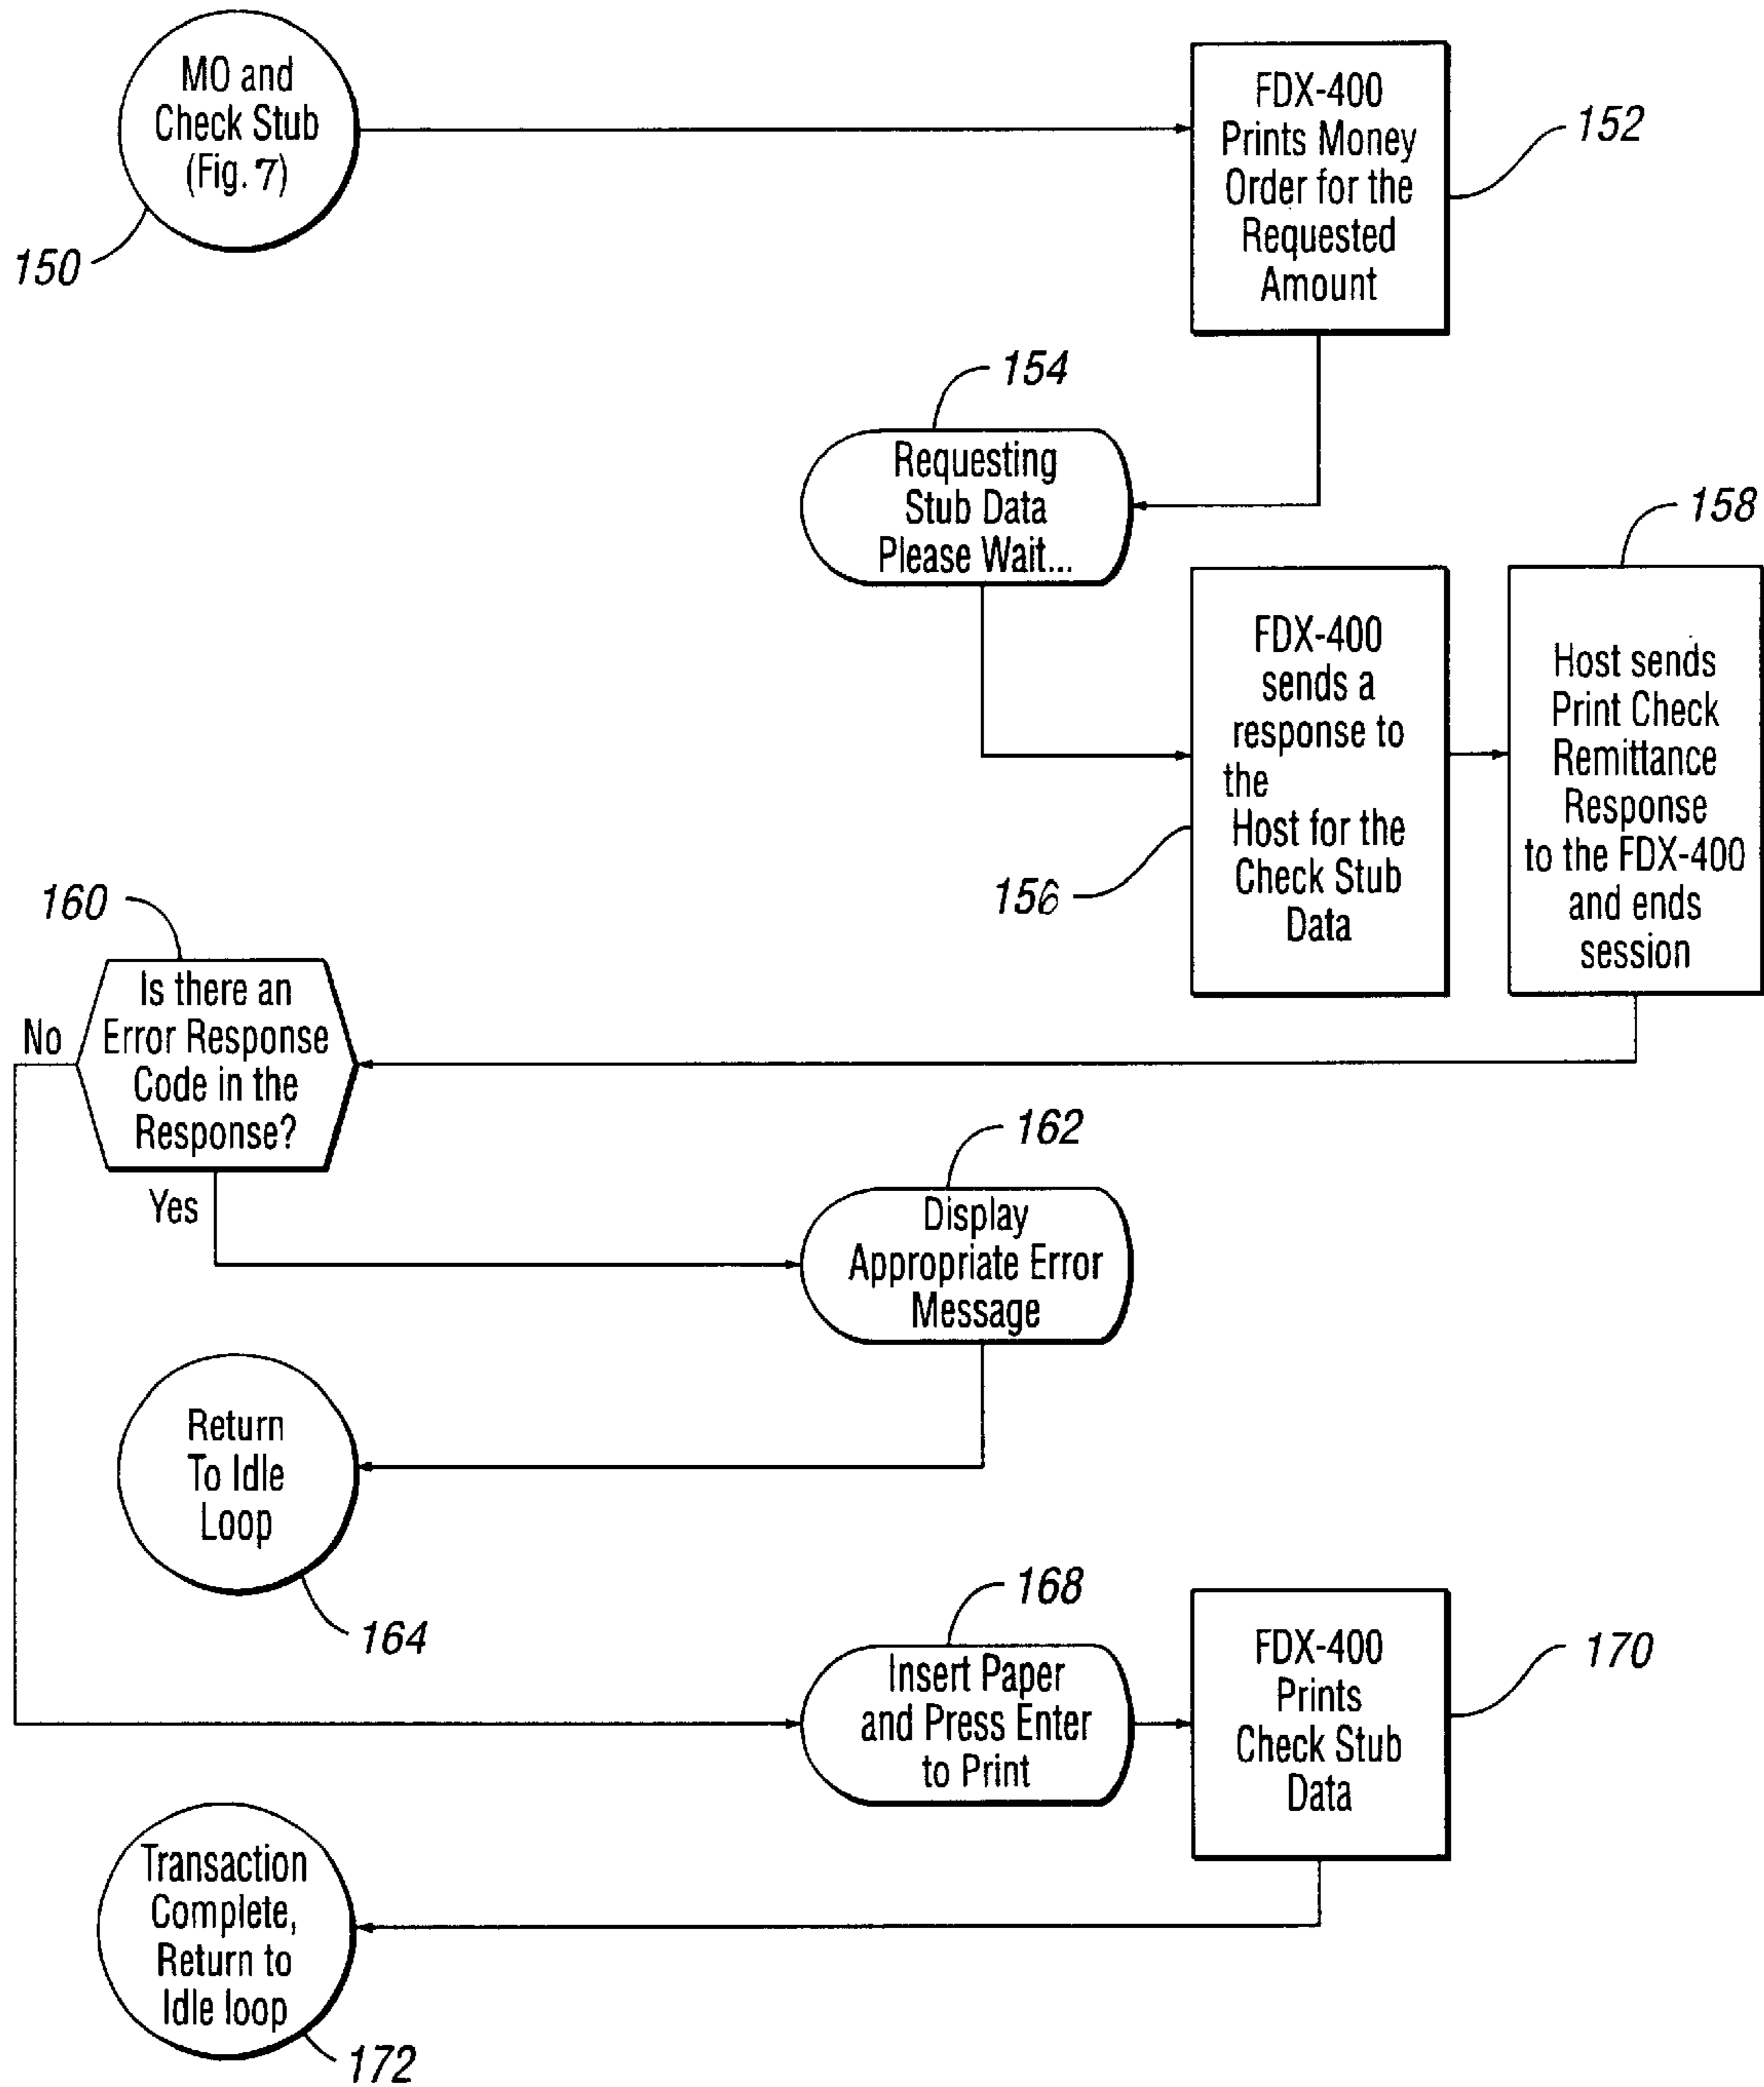 MO and
Check Stub
(Fig. 7)
150
FDX-400
Prints Money
Order for the
Requested
Amount
152
154
Requesting
Stub Data
Please Wait...
FDX-400
sends a
response to
the
Host for the
Check Stub
Data
156
158
Host sends
Print Check
Remittance
Response
to the FDX-400
and ends
session
160
Is there an
Error Response
Code in the
Response?
No
Yes
162
Display
Appropriate Error
Message
Return
To Idle
Loop
164
168
Insert Paper
and Press Enter
to Print
FDX-400
Prints
Check Stub
Data
170
Transaction
Complete,
Return to
Idle loop
172